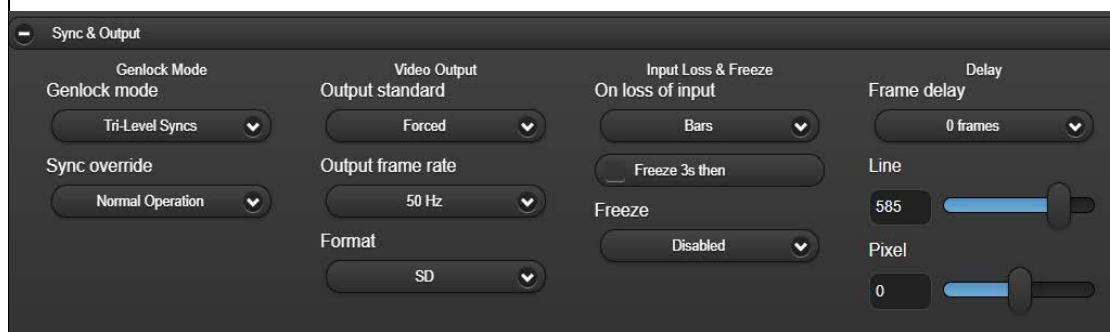 Sync & Output
Genlock Mode
Genlock mode
Tri-Level Syncs
Sync override
Normal Operation
Video Output
Output standard
Forced
Output frame rate
50 Hz
Format
SD
Input Loss & Freeze
On loss of input
Bars
Freeze 3s then
Freeze
Disabled
Delay
Frame delay
0 frames
Line
585
Pixel
0